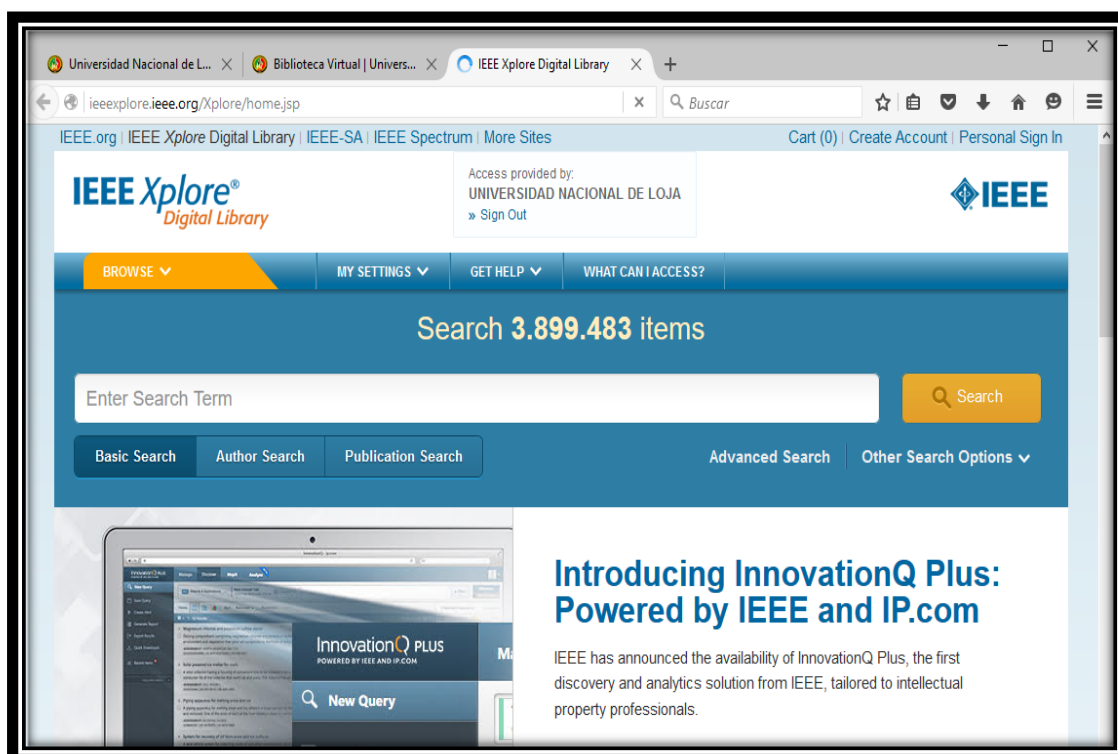 Universidad Nacional de L...
Biblioteca Virtual | Univers...
IEEE Xplore Digital Library
ieeexplore.ieee.org/Xplore/home.jsp
Buscar
IEEE.org | IEEE Xplore Digital Library | IEEE-SA | IEEE Spectrum | More Sites
Cart (0) | Create Account | Personal Sign In
IEEE Xplore®
Digital Library
Access provided by:
UNIVERSIDAD NACIONAL DE LOJA
» Sign Out
IEEE
BROWSE
MY SETTINGS
GET HELP
WHAT CAN I ACCESS?
Search 3.899.483 items
Enter Search Term
Search
Basic Search
Author Search
Publication Search
Advanced Search
Other Search Options
InnovationQ PLUS
POWERED BY IEEE AND IP.COM
New Query
Introducing InnovationQ Plus:
Powered by IEEE and IP.com
IEEE has announced the availability of InnovationQ Plus, the first
discovery and analytics solution from IEEE, tailored to intellectual
property professionals.